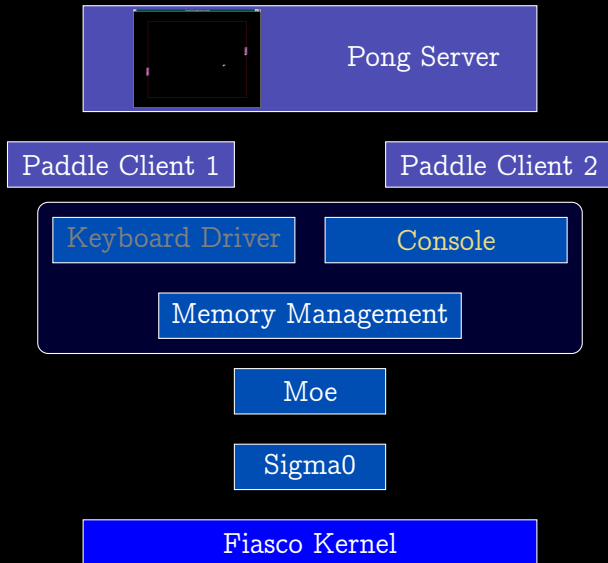 Pong Server
Paddle Client 1
Paddle Client 2
Keyboard Driver
Console
Memory Management
Moe
Sigma0
Fiasco Kernel